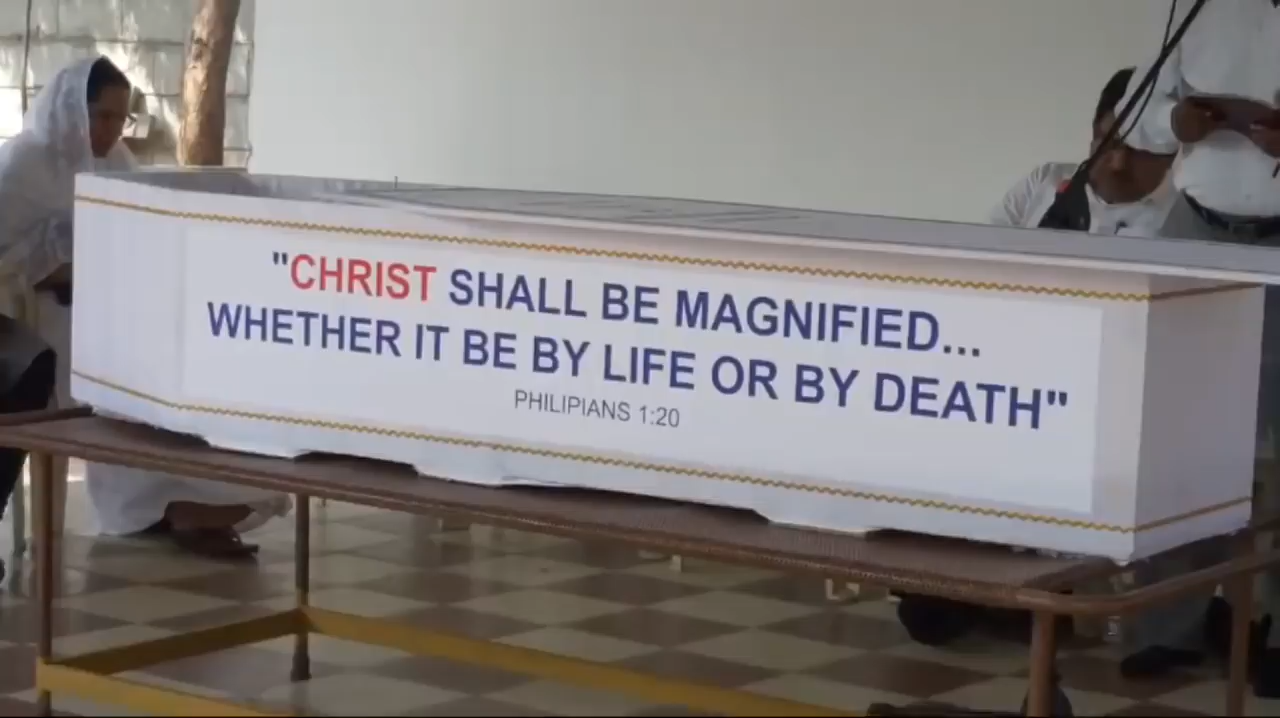 "CHRIST SHALL BE MAGNIFIED...
WHETHER IT BE BY LIFE OR BY DEATH"
PHILIPIANS 1:20